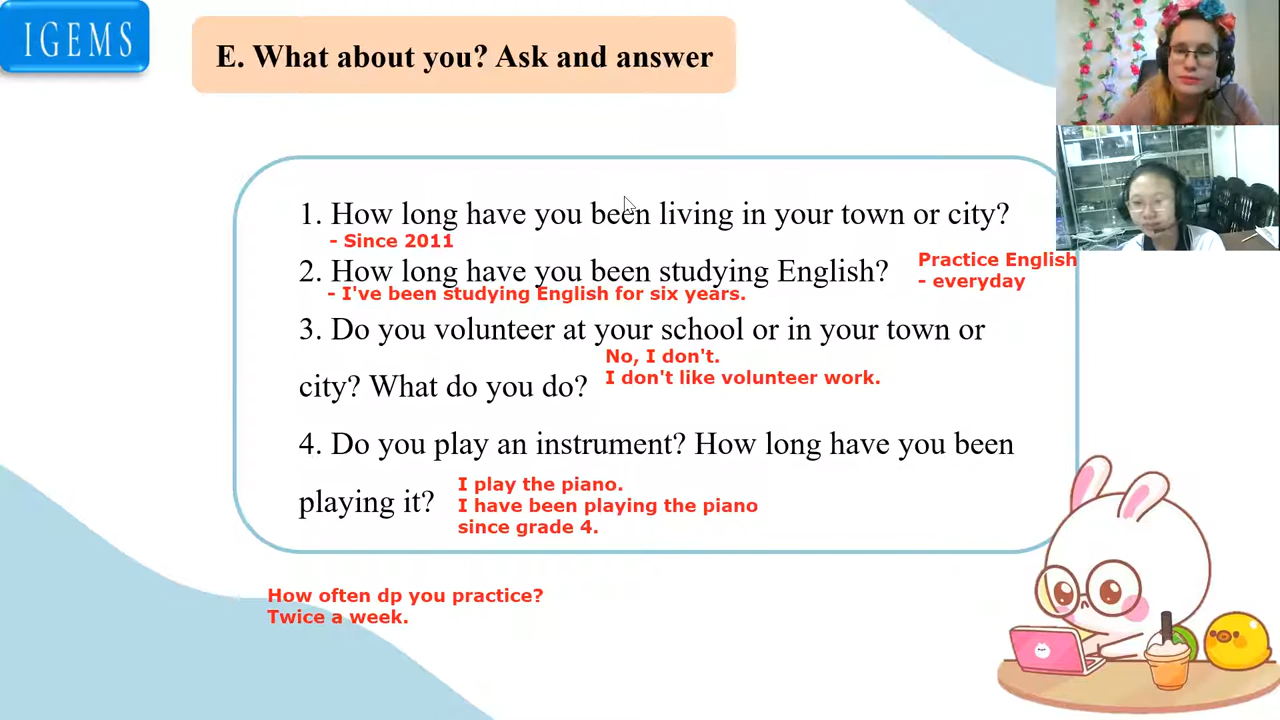 IGEMS
E. What about you? Ask and answer
1. How long have you been living in your town or city?
- Since 2011
2. How long have you been studying English?
- I've been studying English for six years.
Practice English
- everyday
3. Do you volunteer at your school or in your town or
city? What do you do?
No, I don't.
I don't like volunteer work.
4. Do you play an instrument? How long have you been
playing it?
I play the piano.
I have been playing the piano
since grade 4.
How often dp you practice?
Twice a week.